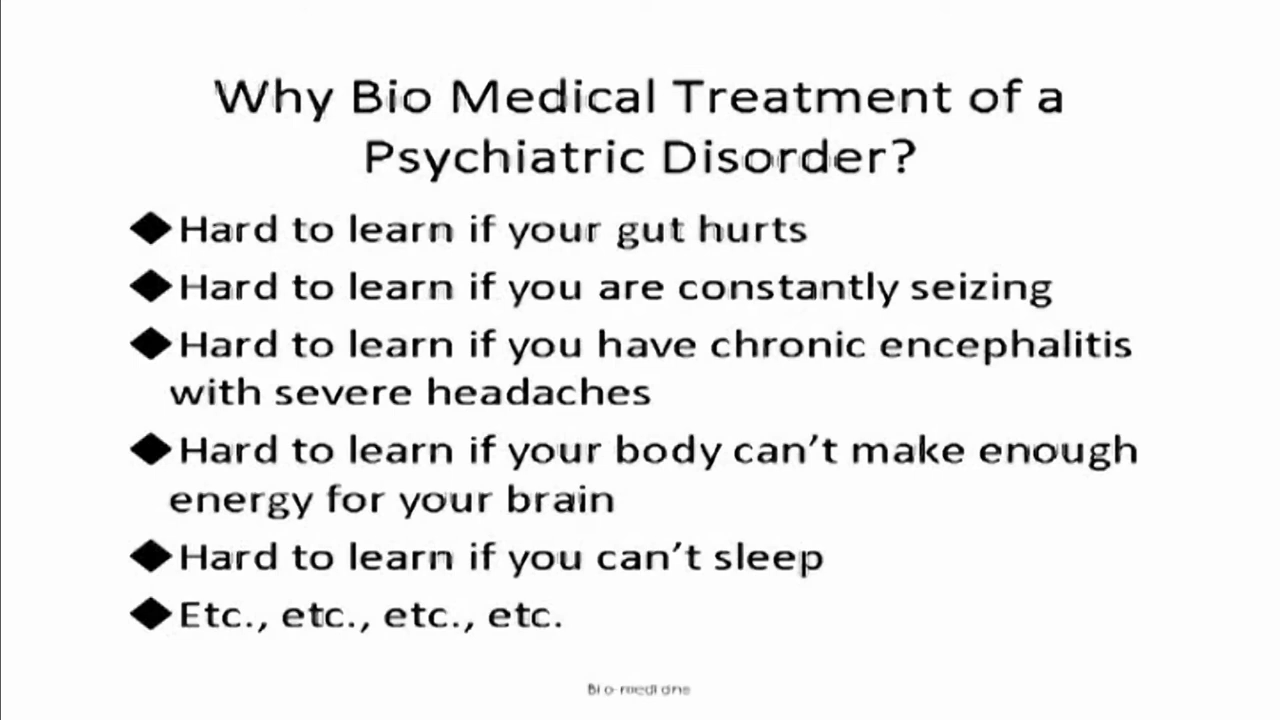 Why Bio Medical Treatment of a
Psychiatric Disorder?
Hard to learn if your gut hurts
Hard to learn if you are constantly seizing
Hard to learn if you have chronic encephalitis
with severe headaches
Hard to learn if your body can't make enough
energy for your brain
Hard to learn if you can't sleep
Etc., etc., etc., etc.
Bio-medicine